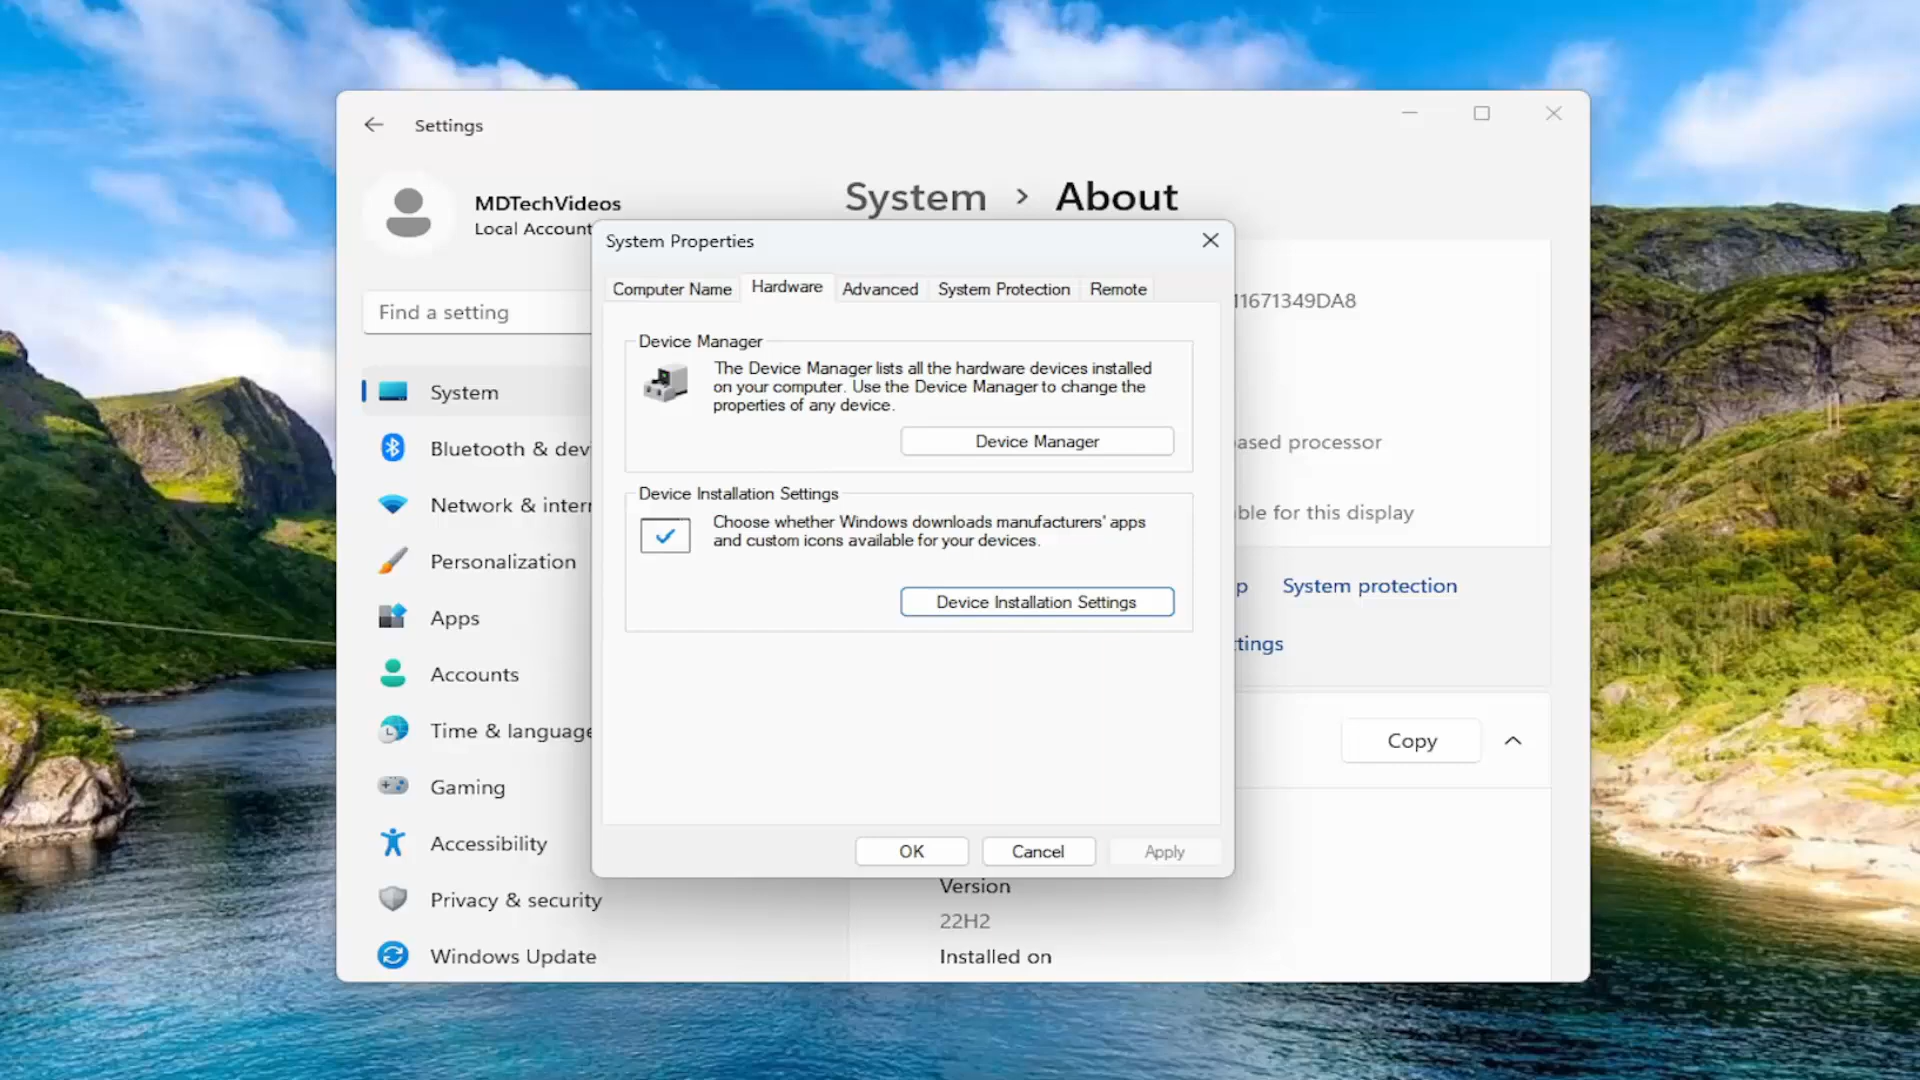 Settings
MDTechVideos
Local Account
System > About
Find a setting
System
Bluetooth & dev
Network & inter
Personalization
Apps
Accounts
Time & language
Gaming
Accessibility
Privacy & security
Windows Update
System Properties
Computer Name
Hardware
Advanced
System Protection
Remote
Device Manager
The Device Manager lists all the hardware devices installed
on your computer. Use the Device Manager to change the
properties of any device.
Device Manager
Device Installation Settings
Choose whether Windows downloads manufacturers' apps
and custom icons available for your devices.
Device Installation Settings
OK
Cancel
Apply
11671349DA8
ased processor
ble for this display
p
System protection
ttings
Copy
Version
22H2
Installed on